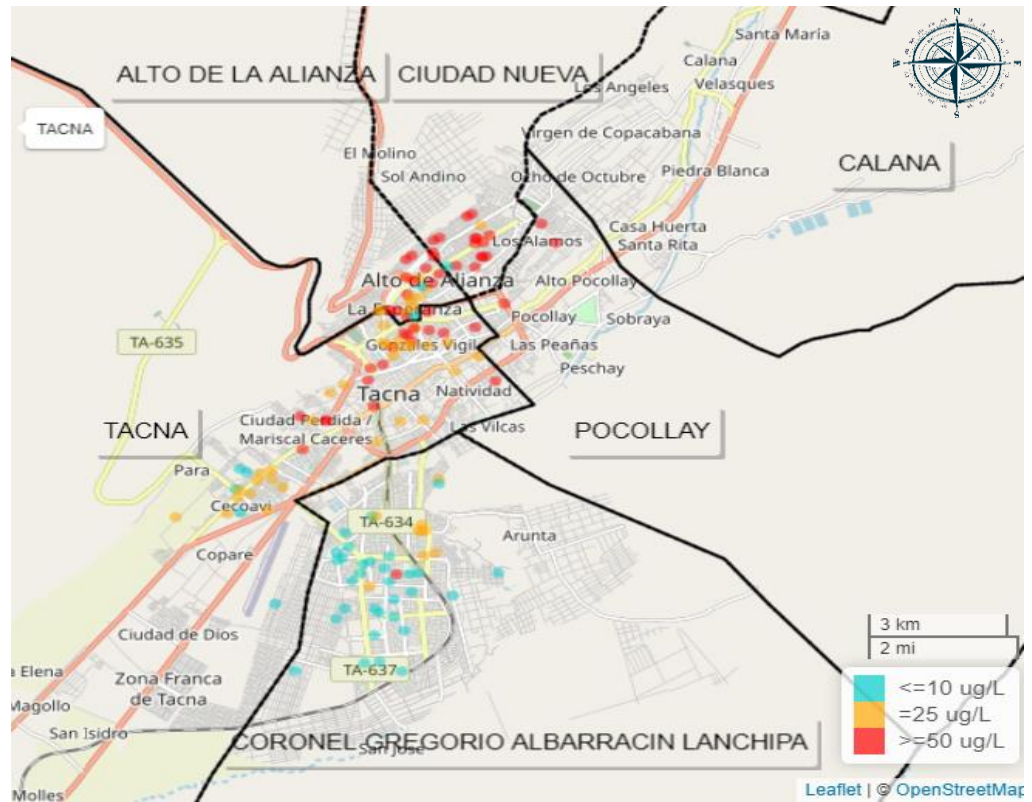 N
W
E
S
Santa María
Calana
ALTO DE LA ALIANZA
CIUDAD NUEVA
Velasques
Los Angeles
TACNA
Virgen de Copacabana
El Molino
CALANA
Piedra Blanca
Sol Andino
Ocho de Octubre
Casa Huerta
Santa Rita
Los Alamos
Alto de Alianza
Alto Pocollay
La Esperanza
Pocollay
Sobraya
TA-635
Gonzales Vigil
Las Peañas
Peschay
Tacna
Natividad
Ciudad Perdida /
Mariscal Caceres
Las Vilcas
TACNA
POCOLLAY
Para
Cecoavi
TA-634
Arunta
Copare
3 km
2 mi
Ciudad de Dios
TA-637
a Elena
Zona Franca
de Tacna
<=10 ug/L
=25 ug/L
>=50 ug/L
Magollo
San Isidro
CORONEL GREGORIO ALBARRACIN LANCHIPA
San José
Molles
Leaflet | © OpenStreetMap